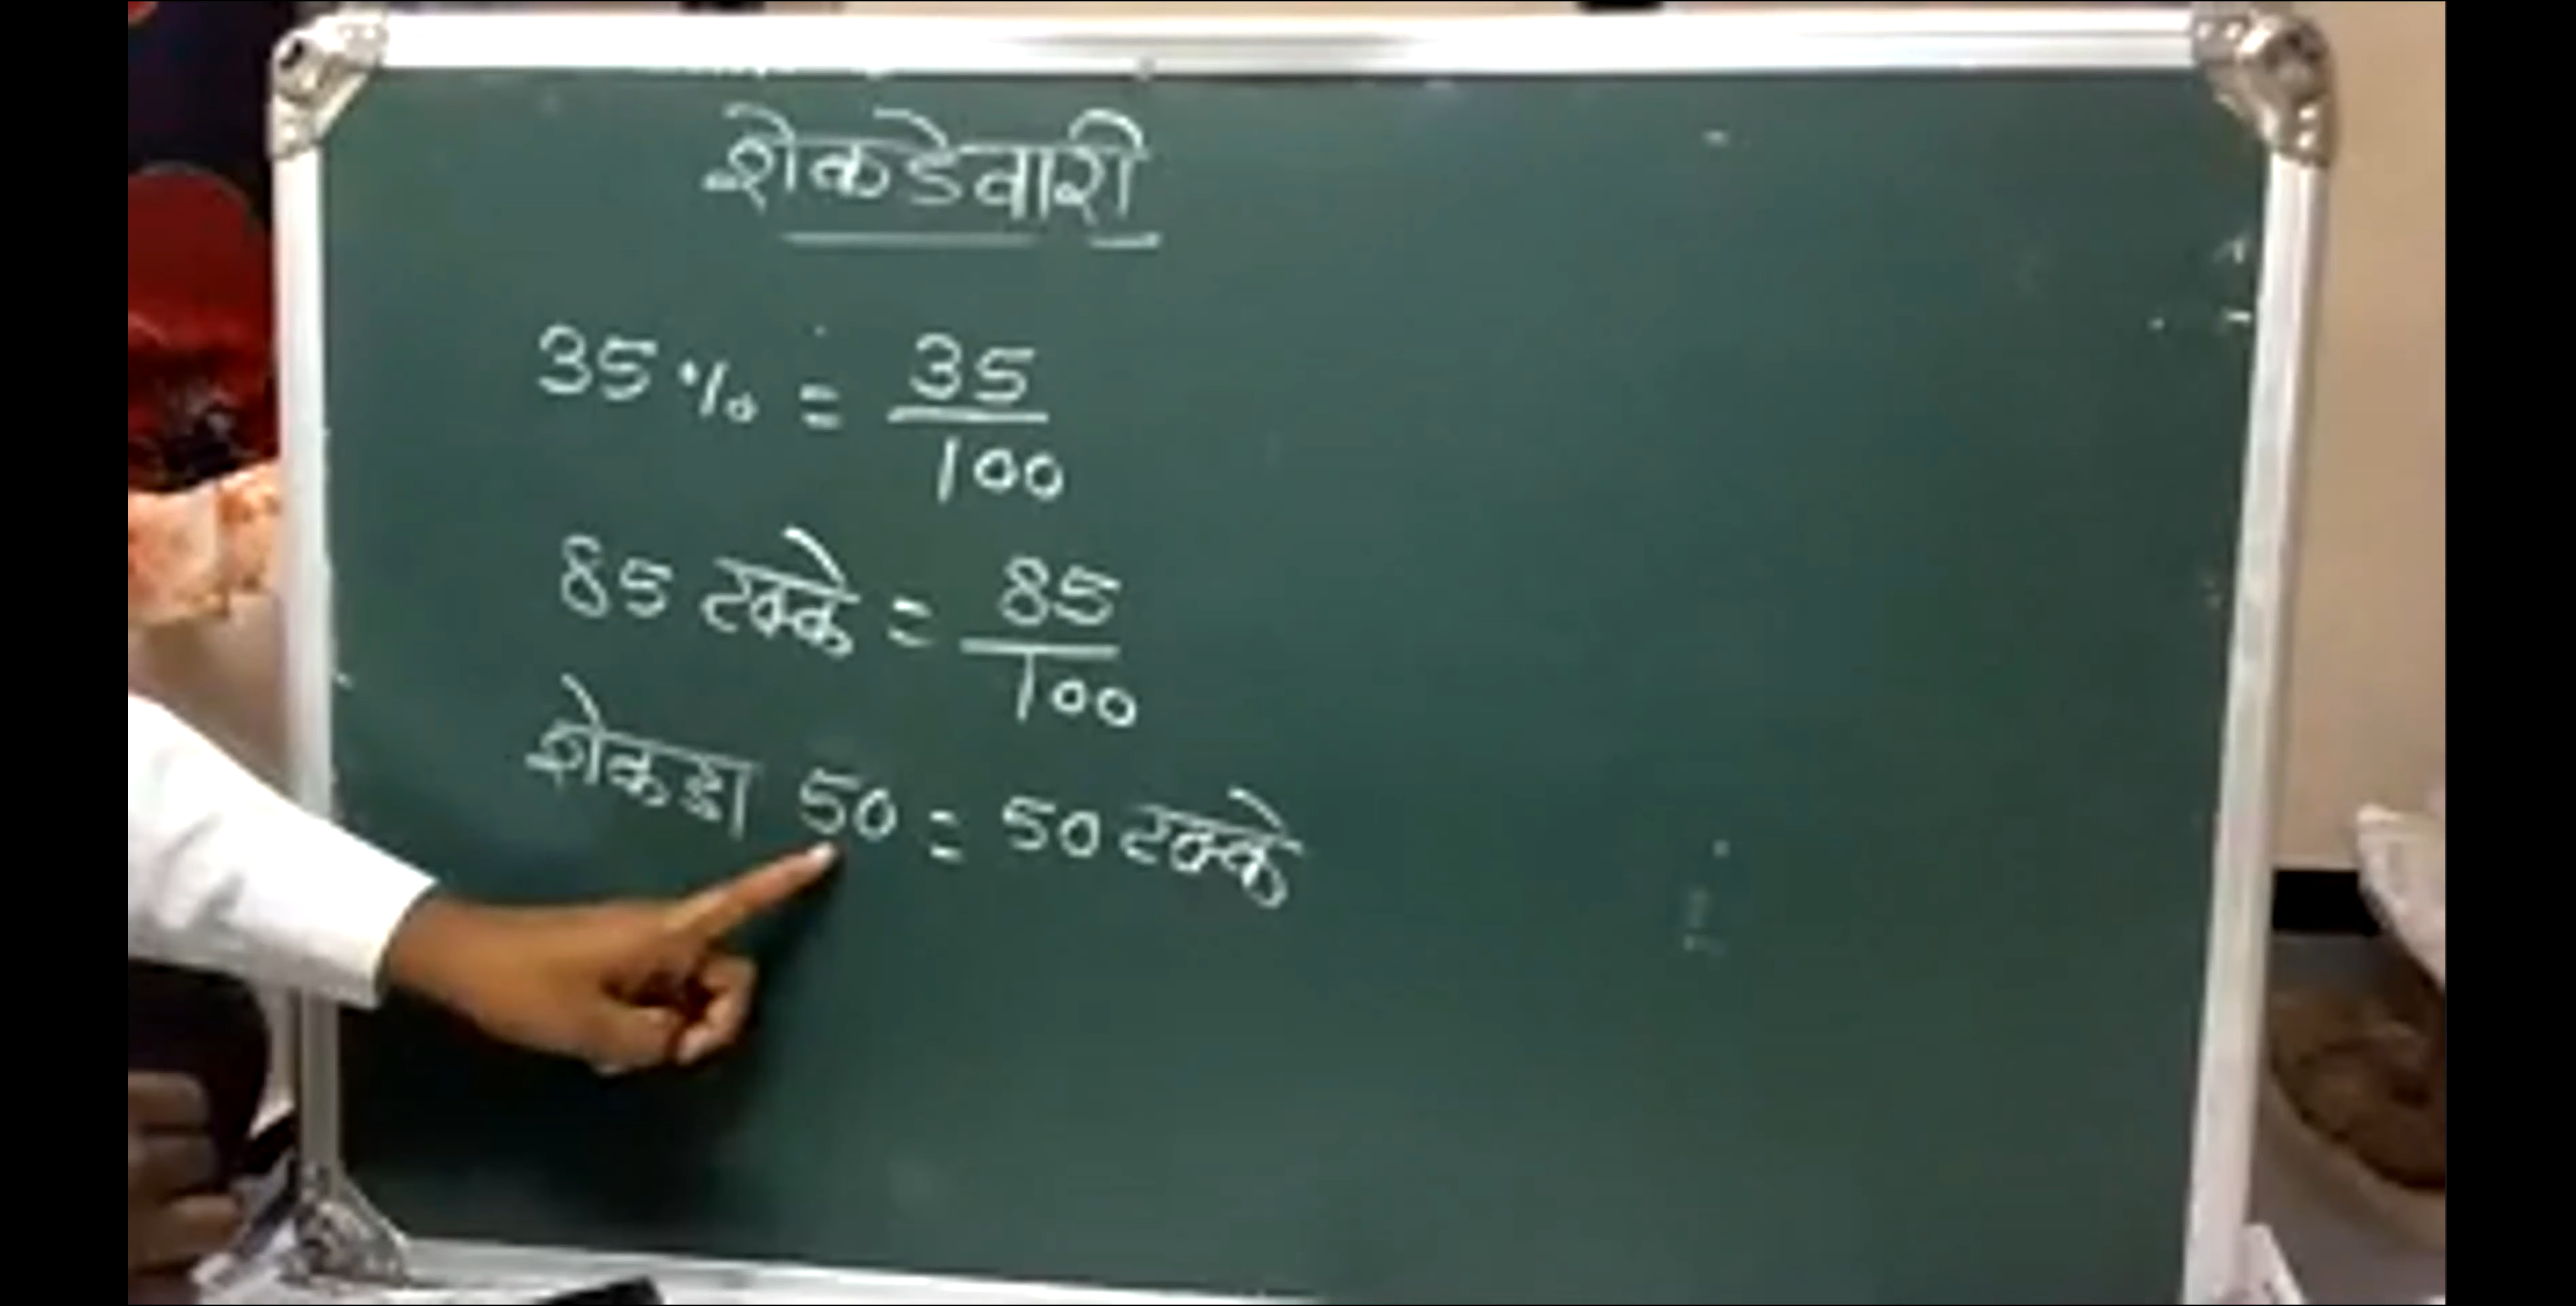 शेकडेवारी
35% = 35/100
85 टक्के = 85/100
शेकडा 50 = 50 टक्के